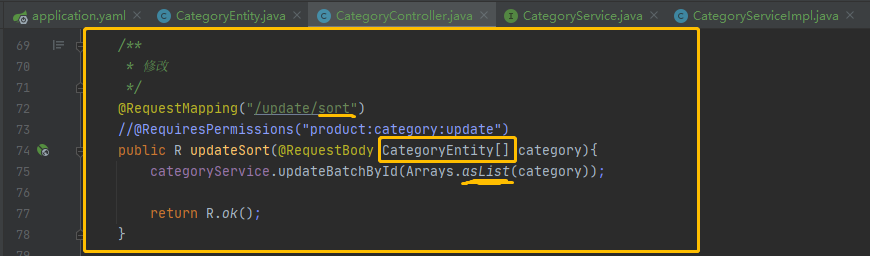 application.yaml × CategoryEntity.java × CategoryController.java × CategoryService.java × CategoryServiceImpl.java ×
69 /**
70 * 修改
71 */
72 @RequestMapping("/update/sort")
73 //@RequiresPermissions("product:category:update")
74 public R updateSort(@RequestBody CategoryEntity[] category){
75 categoryService.updateBatchById(Arrays.asList(category));
76
77 return R.ok();
78 }
79